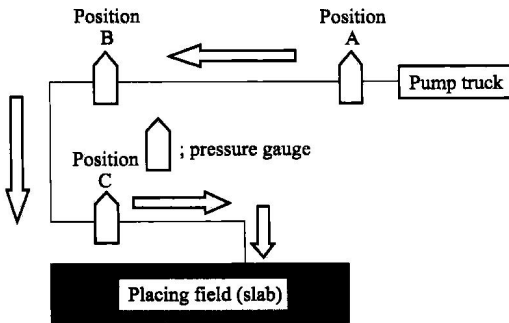 Position
B
Position
A
Pump truck
Position
C
; pressure gauge
Placing field (slab)